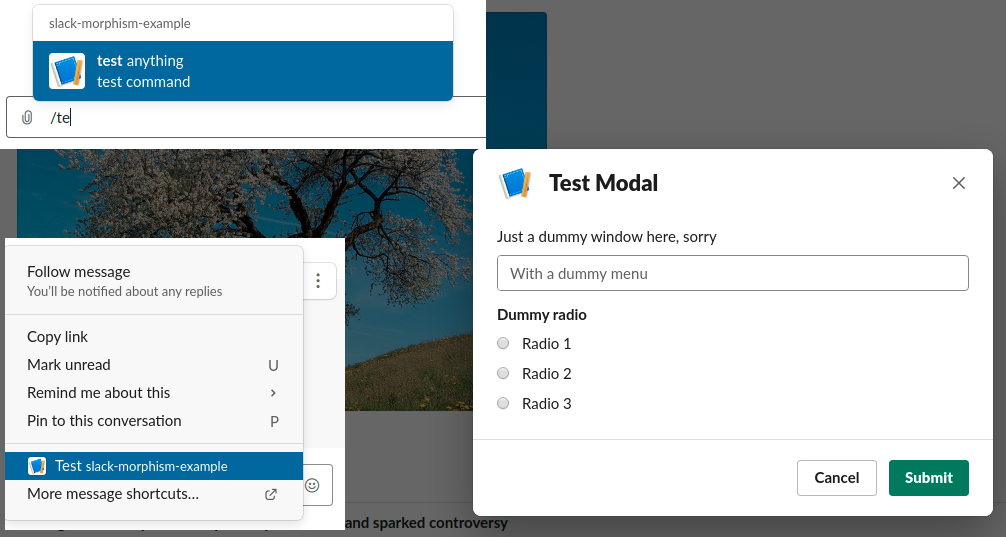 slack-morphism-example
test anything
test command
/te
Test Modal
Just a dummy window here, sorry
With a dummy menu
Dummy radio
Radio 1
Radio 2
Radio 3
Cancel
Submit
Follow message
You'll be notified about any replies
Copy link
Mark unread U
Remind me about this
Pin to this conversation P
Test slack-morphism-example
More message shortcuts...
and sparked controversy